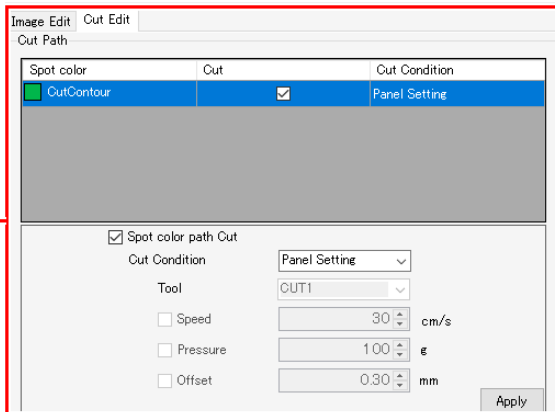 Image Edit Cut Edit
Cut Path
Spot color Cut Cut Condition
CutContour Panel Setting
Spot color path Cut
Cut Condition Panel Setting
Tool CUT1
Speed 30 cm/s
Pressure 100 g
Offset 0.30 mm
Apply